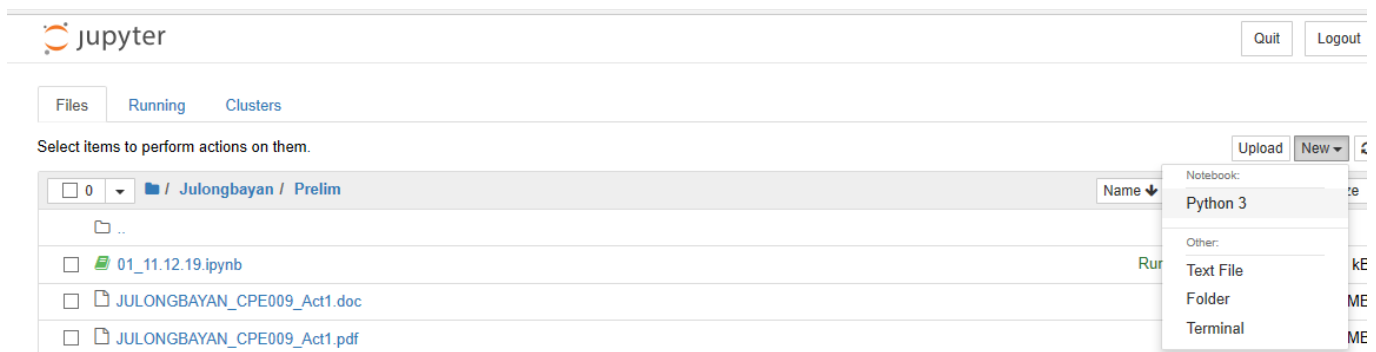 jupyter
Quit Logout
Files Running Clusters
Select items to perform actions on them.
Upload New
0 / Julongbayan / Prelim Name
Notebook:
Python 3
..
Other:
01_11.12.19.ipynb
Text File
JULONGBAYAN_CPE009_Act1.doc
Folder
JULONGBAYAN_CPE009_Act1.pdf
Terminal